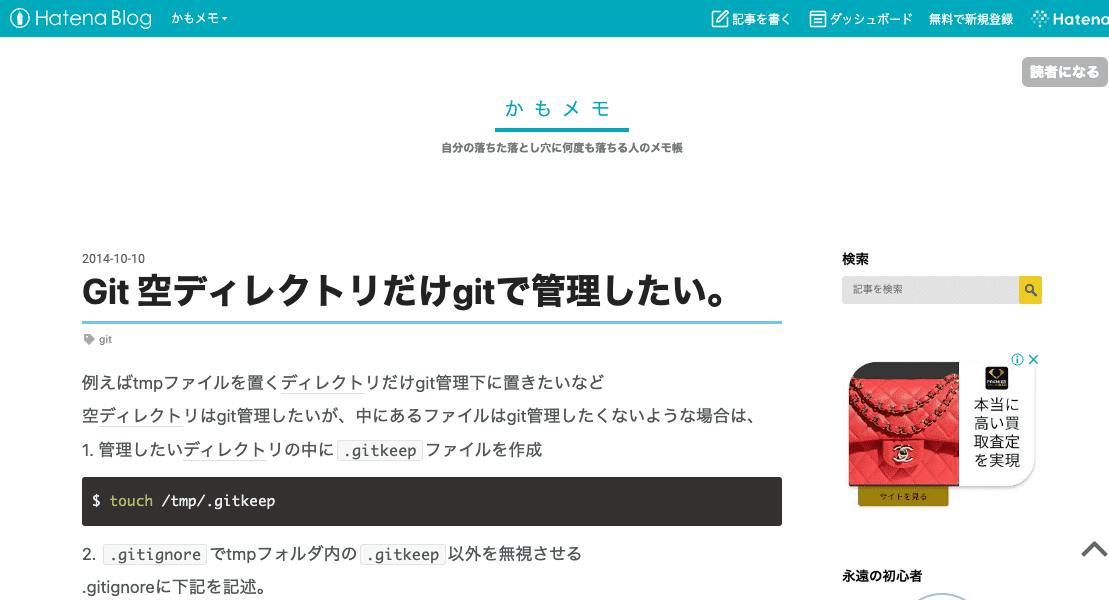 Hatena Blog かもメモ 記事を書く ダッシュボード 無料で新規登録 Hatena
読者になる
かもメモ
自分の落ちた落とし穴に何度も落ちる人のメモ帳
2014-10-10
Git 空ディレクトリだけgitで管理したい。
git
例えばtmpファイルを置くディレクトリだけgit管理下に置きたいなど
空ディレクトリはgit管理したいが、中にあるファイルはgit管理したくないような場合は、
1. 管理したいディレクトリの中に .gitkeep ファイルを作成
$ touch /tmp/.gitkeep
2. .gitignore でtmpフォルダ内の .gitkeep 以外を無視させる
.gitignoreに下記を記述。
検索
記事を検索
PREMIER
本当に
高い買
取査定
を実現
サイトを見る
永遠の初心者